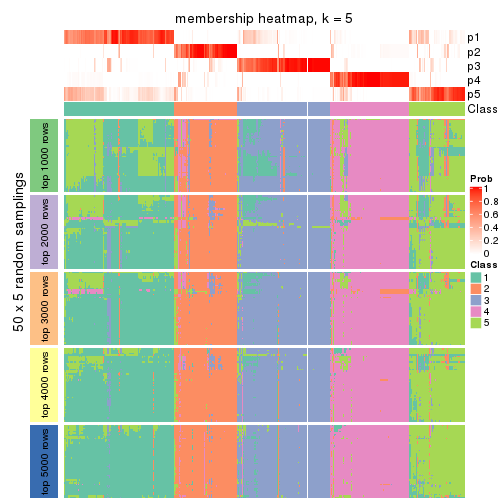 membership heatmap, k = 5
p1
p2
p3
p4
p5
Class
50 x 5 random samplings
top 1000 rows
top 2000 rows
top 3000 rows
top 4000 rows
top 5000 rows
Prob
1
0.8
0.6
0.4
0.2
0
Class
1
2
3
4
5